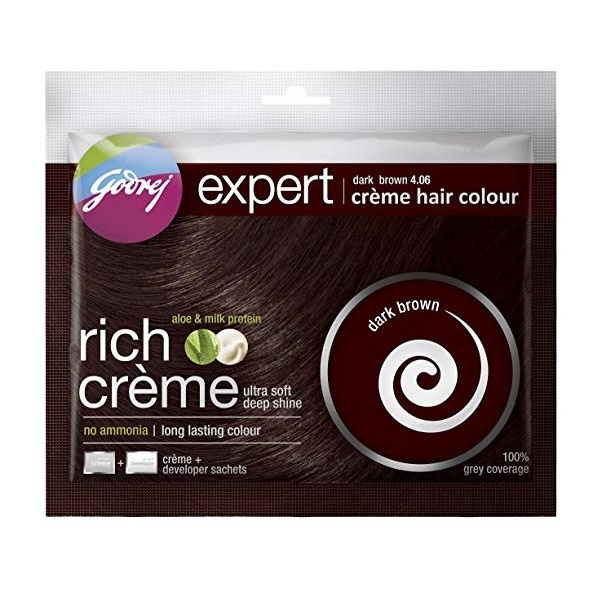 Godrej
expert
dark brown 4.06
crème hair colour
dark brown
aloe & milk protein
rich
crème
ultra soft
deep shine
no ammonia | long lasting colour
crème +
developer sachets
100%
grey coverage